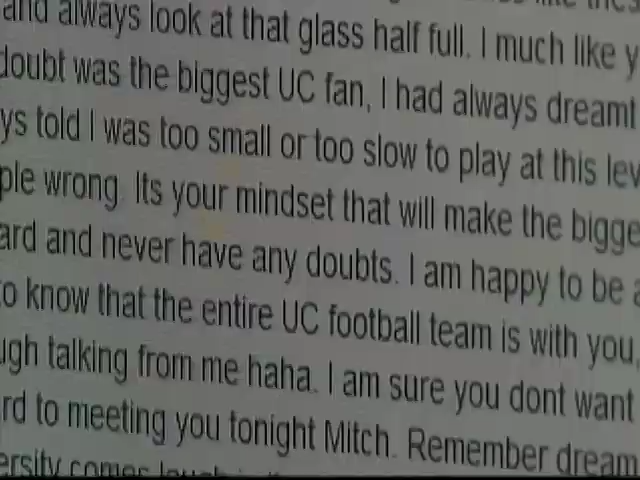 and always look at that glass half full. I much like y
doubt was the biggest UC fan, I had always dreamt
ys told I was too small or too slow to play at this lev
ple wrong. Its your mindset that will make the bigge
ard and never have any doubts. I am happy to be a
to know that the entire UC football team is with you,
ugh talking from me haha. I am sure you dont want
rd to meeting you tonight Mitch. Remember dream
ersity comes